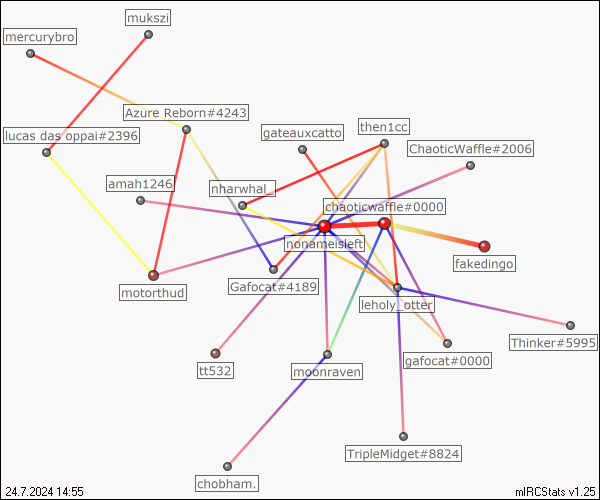 mukszi
mercurybro
Azure Reborn#4243
then1cc
gateauxcatto
lucas das oppai#2396
ChaoticWaffle#2006
amah1246
nharwhal_
chaoticwaffle#0000
nonameisleft
fakedingo
Gafocat#4189
motorthud
leholy_otter
Thinker#5995
gafocat#0000
tt532
moonraven
TripleMidget#8824
chobham.
24.7.2024 14:55
mIRCStats v1.25